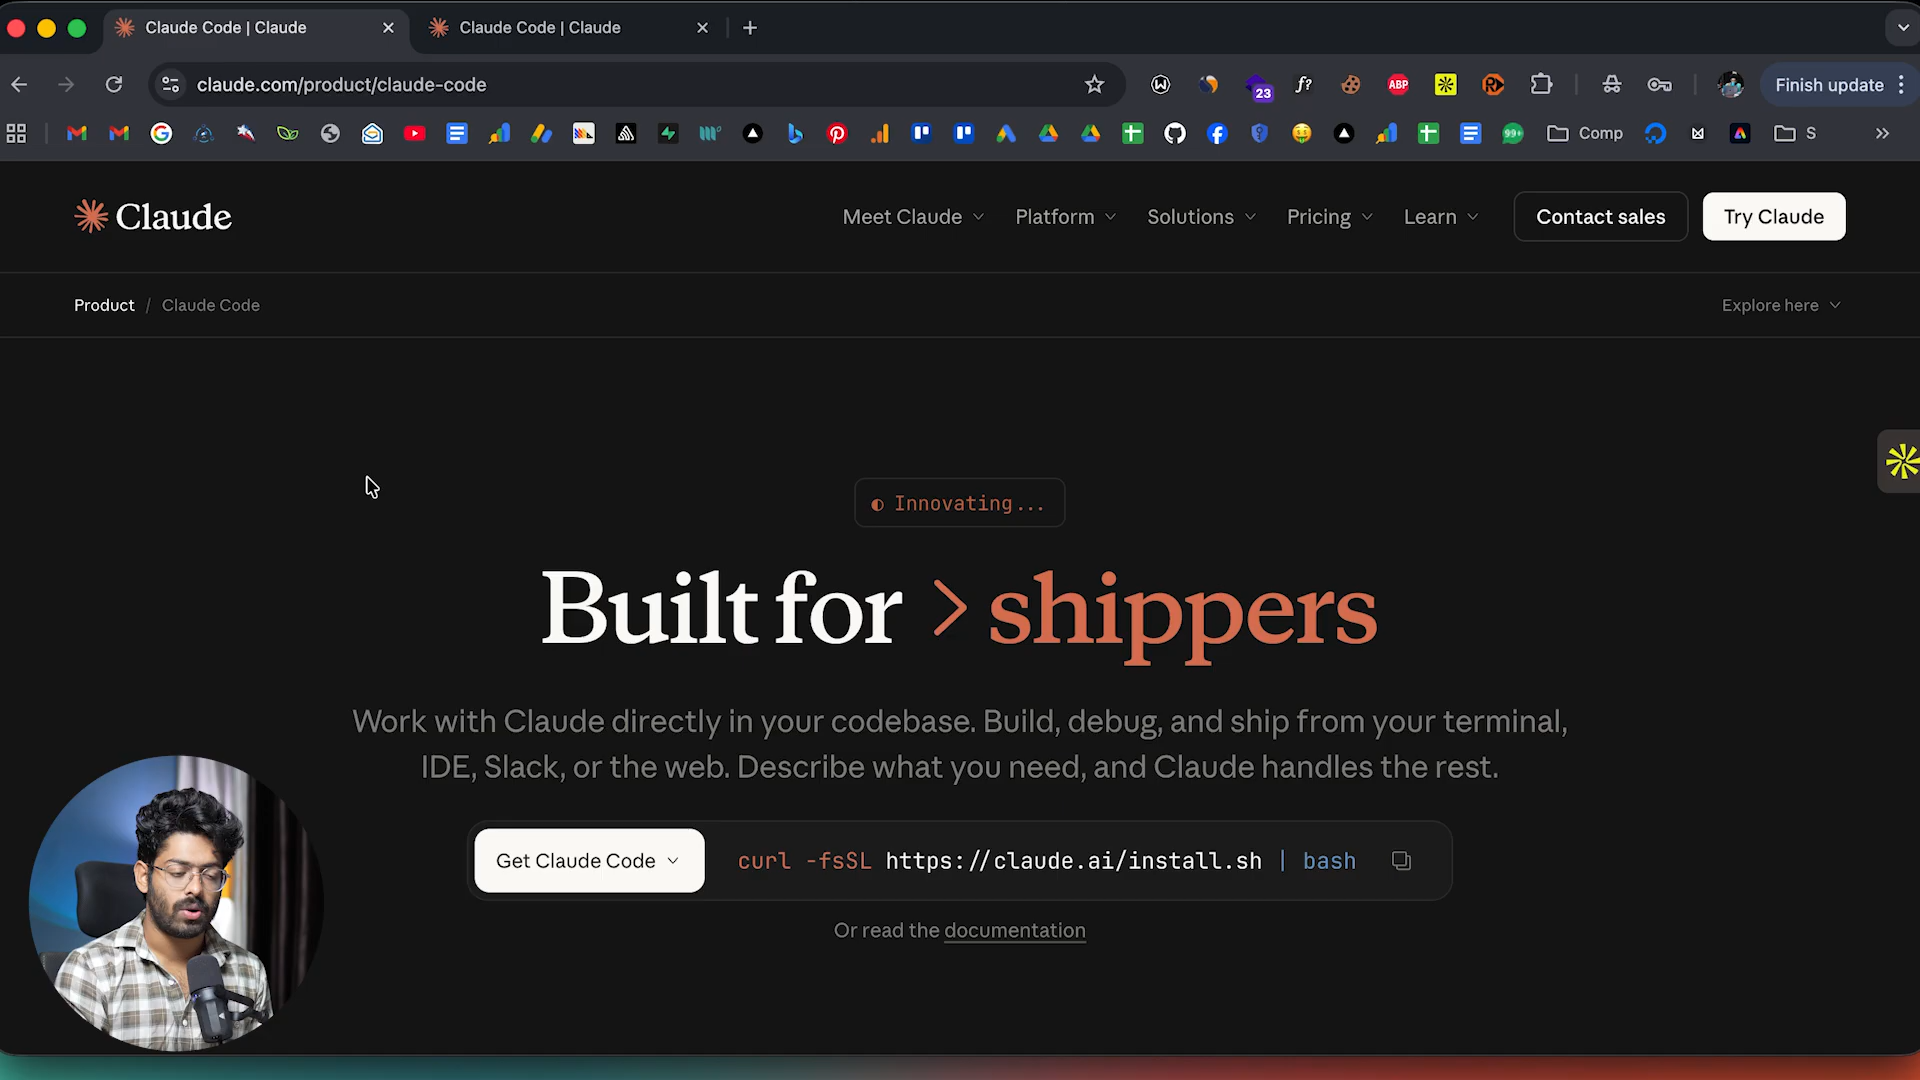 Claude Code | Claude
Claude Code | Claude
claude.com/product/claude-code
23
f?
ABP
Finish update
99+
Comp
S
Claude
Meet Claude
Platform
Solutions
Pricing
Learn
Contact sales
Try Claude
Product / Claude Code
Explore here
Innovating...
Built for > shippers
Work with Claude directly in your codebase. Build, debug, and ship from your terminal,
IDE, Slack, or the web. Describe what you need, and Claude handles the rest.
Get Claude Code
curl -fsSL https://claude.ai/install.sh | bash
Or read the documentation